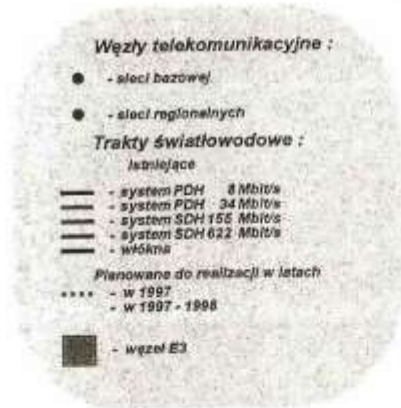 Węzły telekomunikacyjne :
- sieci bazowej
- sieci regionalnych
Trakty światłowodowe :
istniejące
- system PDH 8 Mbit/s
- system PDH 34 Mbit/s
- system SDH 155 Mbit/s
- system SDH 622 Mbit/s
- włókna
Planowane do realizacji w latach
- w 1997
- w 1997 - 1998
- węzeł E3